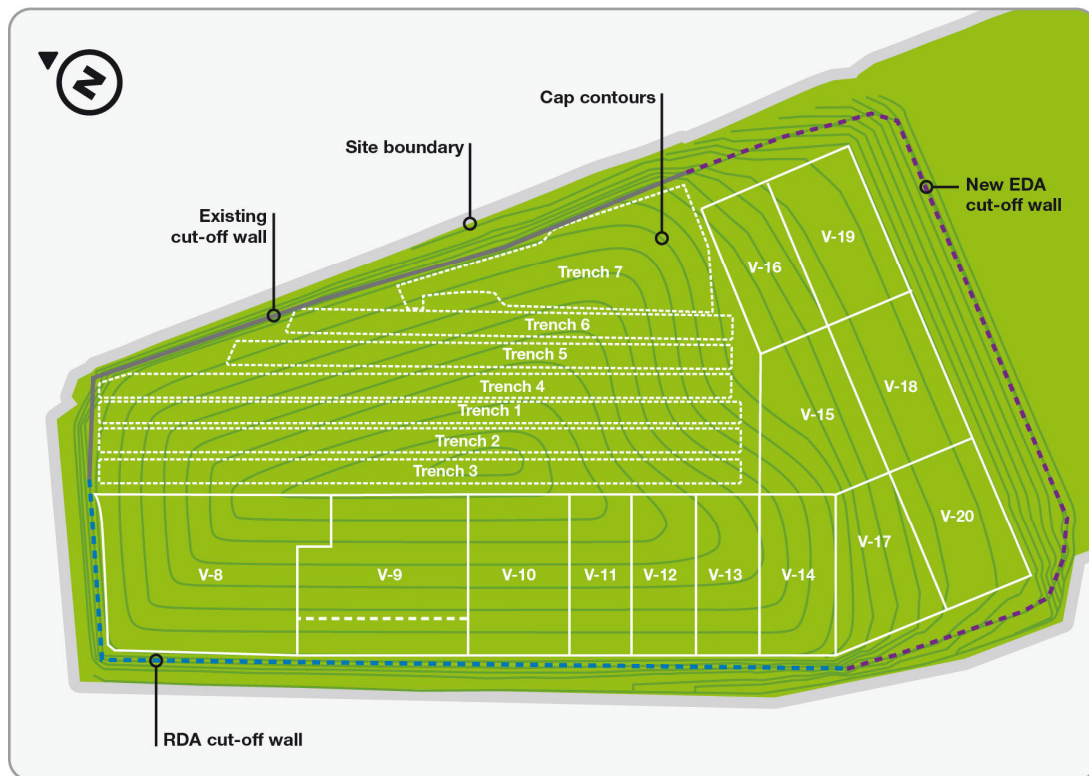 N
Cap contours
Site boundary
Existing
cut-off wall
New EDA
cut-off wall
V-19
V-16
Trench 7
Trench 6
Trench 5
Trench 4
Trench 1
Trench 2
Trench 3
V-18
V-15
V-20
V-17
V-8
V-9
V-10
V-11
V-12
V-13
V-14
RDA cut-off wall